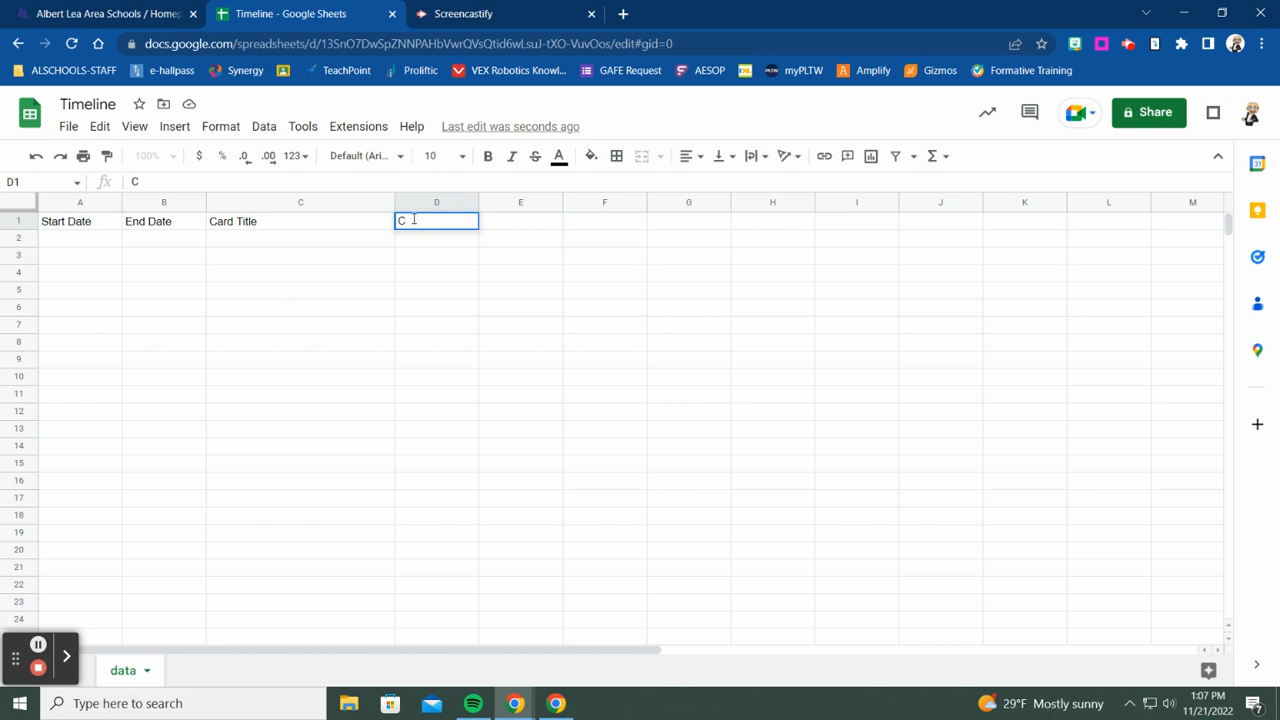 Albert Lea Area Schools / Homep
Timeline - Google Sheets
Screencastify
docs.google.com/spreadsheets/d/13SnO7DwSpZNNPAHbVwrQVsQtid6wLsuJ-tXO-VuvOos/edit#gid=0
ALSCHOOLS-STAFF
e-hallpass
Synergy
TeachPoint
Proliftic
VEX Robotics Knowl...
GAFE Request
AESOP
myPLTW
Amplify
Gizmos
Formative Training
Timeline
File Edit View Insert Format Data Tools Extensions Help Last edit was seconds ago
Share
100% $ % .0 .00 123 Default (Ari... 10 B I S A
D1 fx C
A B C D E F G H I J K L M
1 Start Date End Date Card Title C
2
3
4
5
6
7
8
9
10
11
12
13
14
15
16
17
18
19
20
21
22
23
24
data
Type here to search
29°F Mostly sunny
1:07 PM
11/21/2022
7